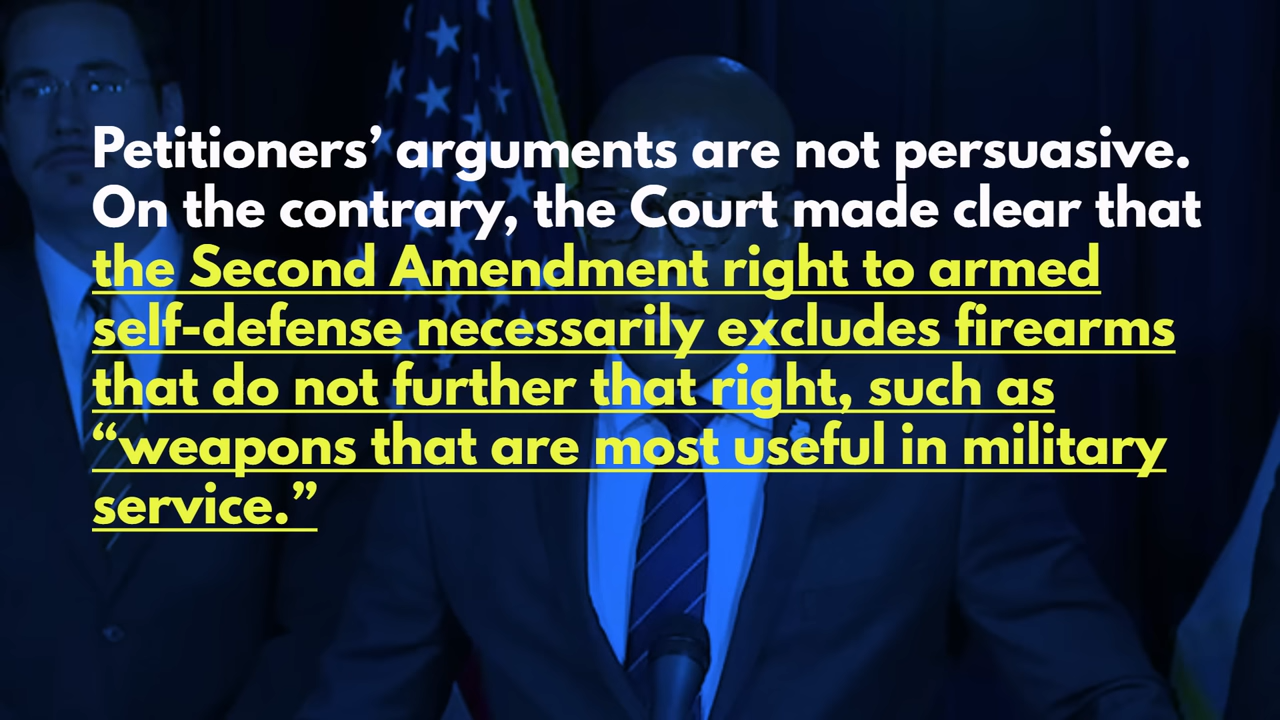 Petitioners’ arguments are not persuasive.
On the contrary, the Court made clear that
the Second Amendment right to armed
self-defense necessarily excludes firearms
that do not further that right, such as
“weapons that are most useful in military
service.”